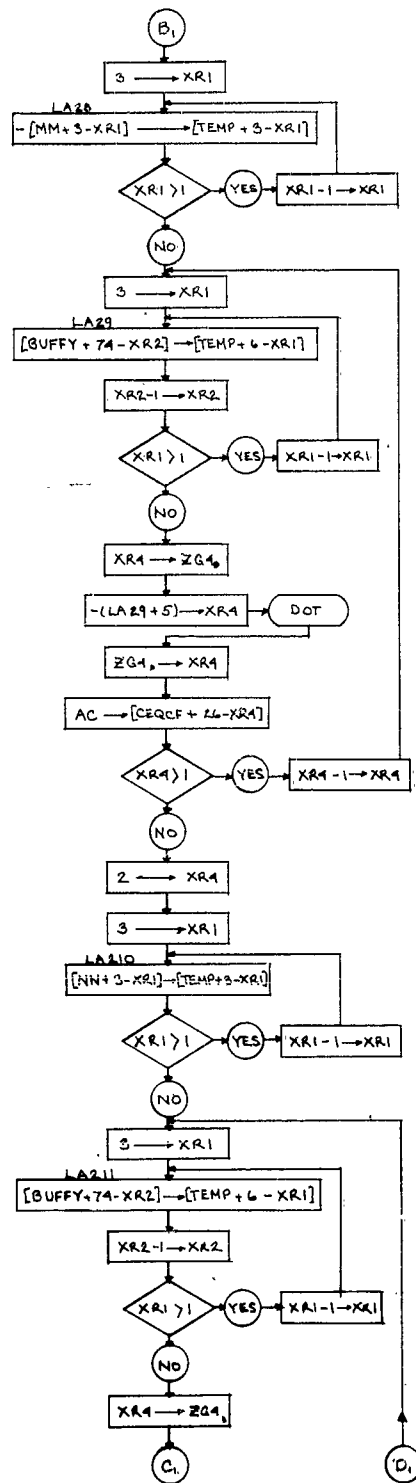 B₁
3 → XR1
LA28
-[MM+3-XR1] → [TEMP+3-XR1]
XR1>1
YES
XR1-1→XR1
NO
3 → XR1
LA29
[BUFFY+74-XR2]→[TEMP+6-XR1]
XR2-1→XR2
XR1>1
YES
XR1-1→XR1
NO
XR4→ZG4,
-(LA29+5)→XR4
DOT
ZG4,→XR4
AC→[CEQCF+26-XR4]
XR4>1
YES
XR4-1→XR4
NO
2 → XR4
3 → XR1
LA210
[NN+3-XR1]→[TEMP+3-XR1]
XR1>1
YES
XR1-1→XR1
NO
3 → XR1
LA211
[BUFFY+74-XR2]→[TEMP+6-XR1]
XR2-1→XR2
XR1>1
YES
XR1-1→XR1
NO
XR4→ZG4,
C₁
D₁